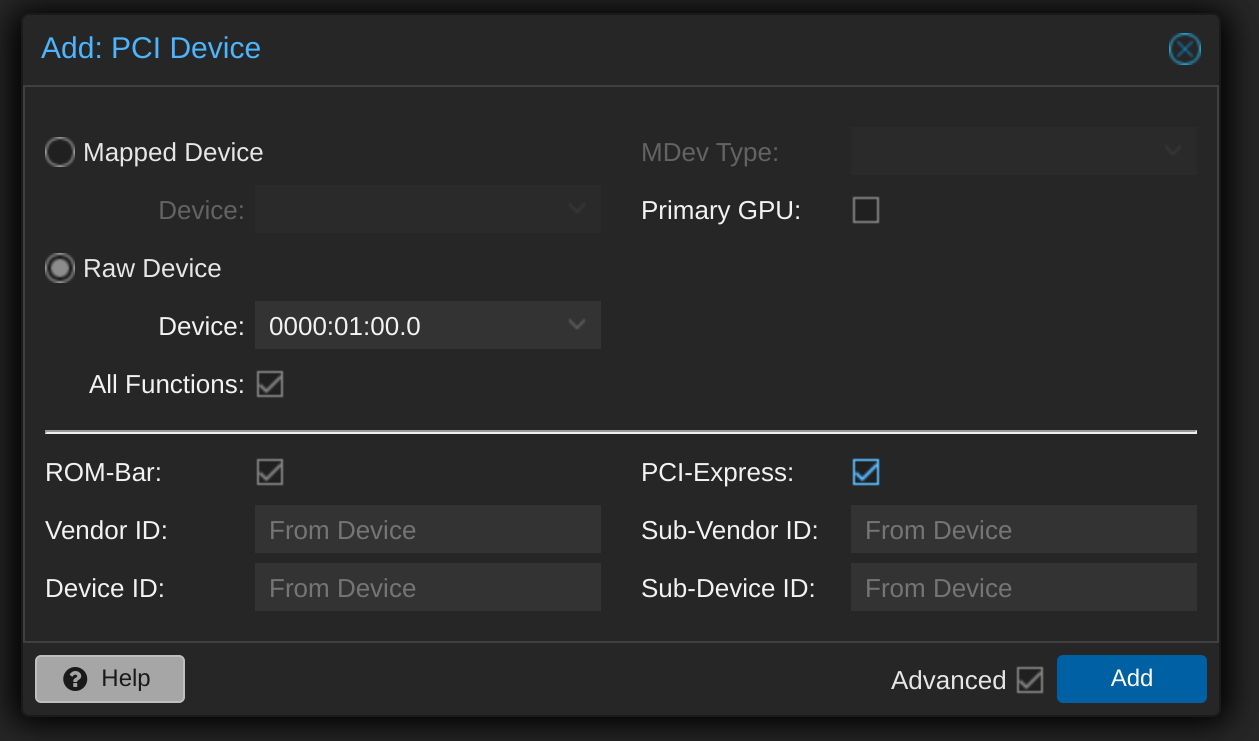 Add: PCI Device
Mapped Device
MDev Type:
Device:
Primary GPU:
Raw Device
Device: 0000:01:00.0
All Functions:
ROM-Bar:
PCI-Express:
Vendor ID: From Device
Sub-Vendor ID: From Device
Device ID: From Device
Sub-Device ID: From Device
? Help
Advanced
Add